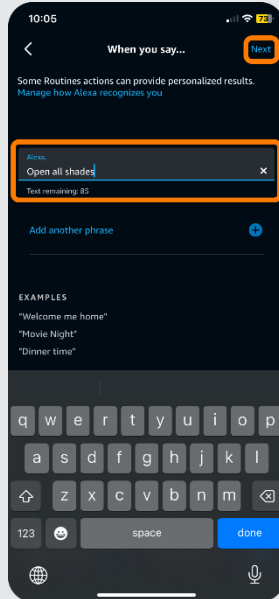 10:05
73
When you say...
Next
Some Routines actions can provide personalized results.
Manage how Alexa recognizes you
Alexa,
Open all shades
Text remaining: 85
Add another phrase
EXAMPLES
"Welcome me home"
"Movie Night"
"Dinner time"
q w e r t y u i o p
a s d f g h j k l
z x c v b n m
123 space done